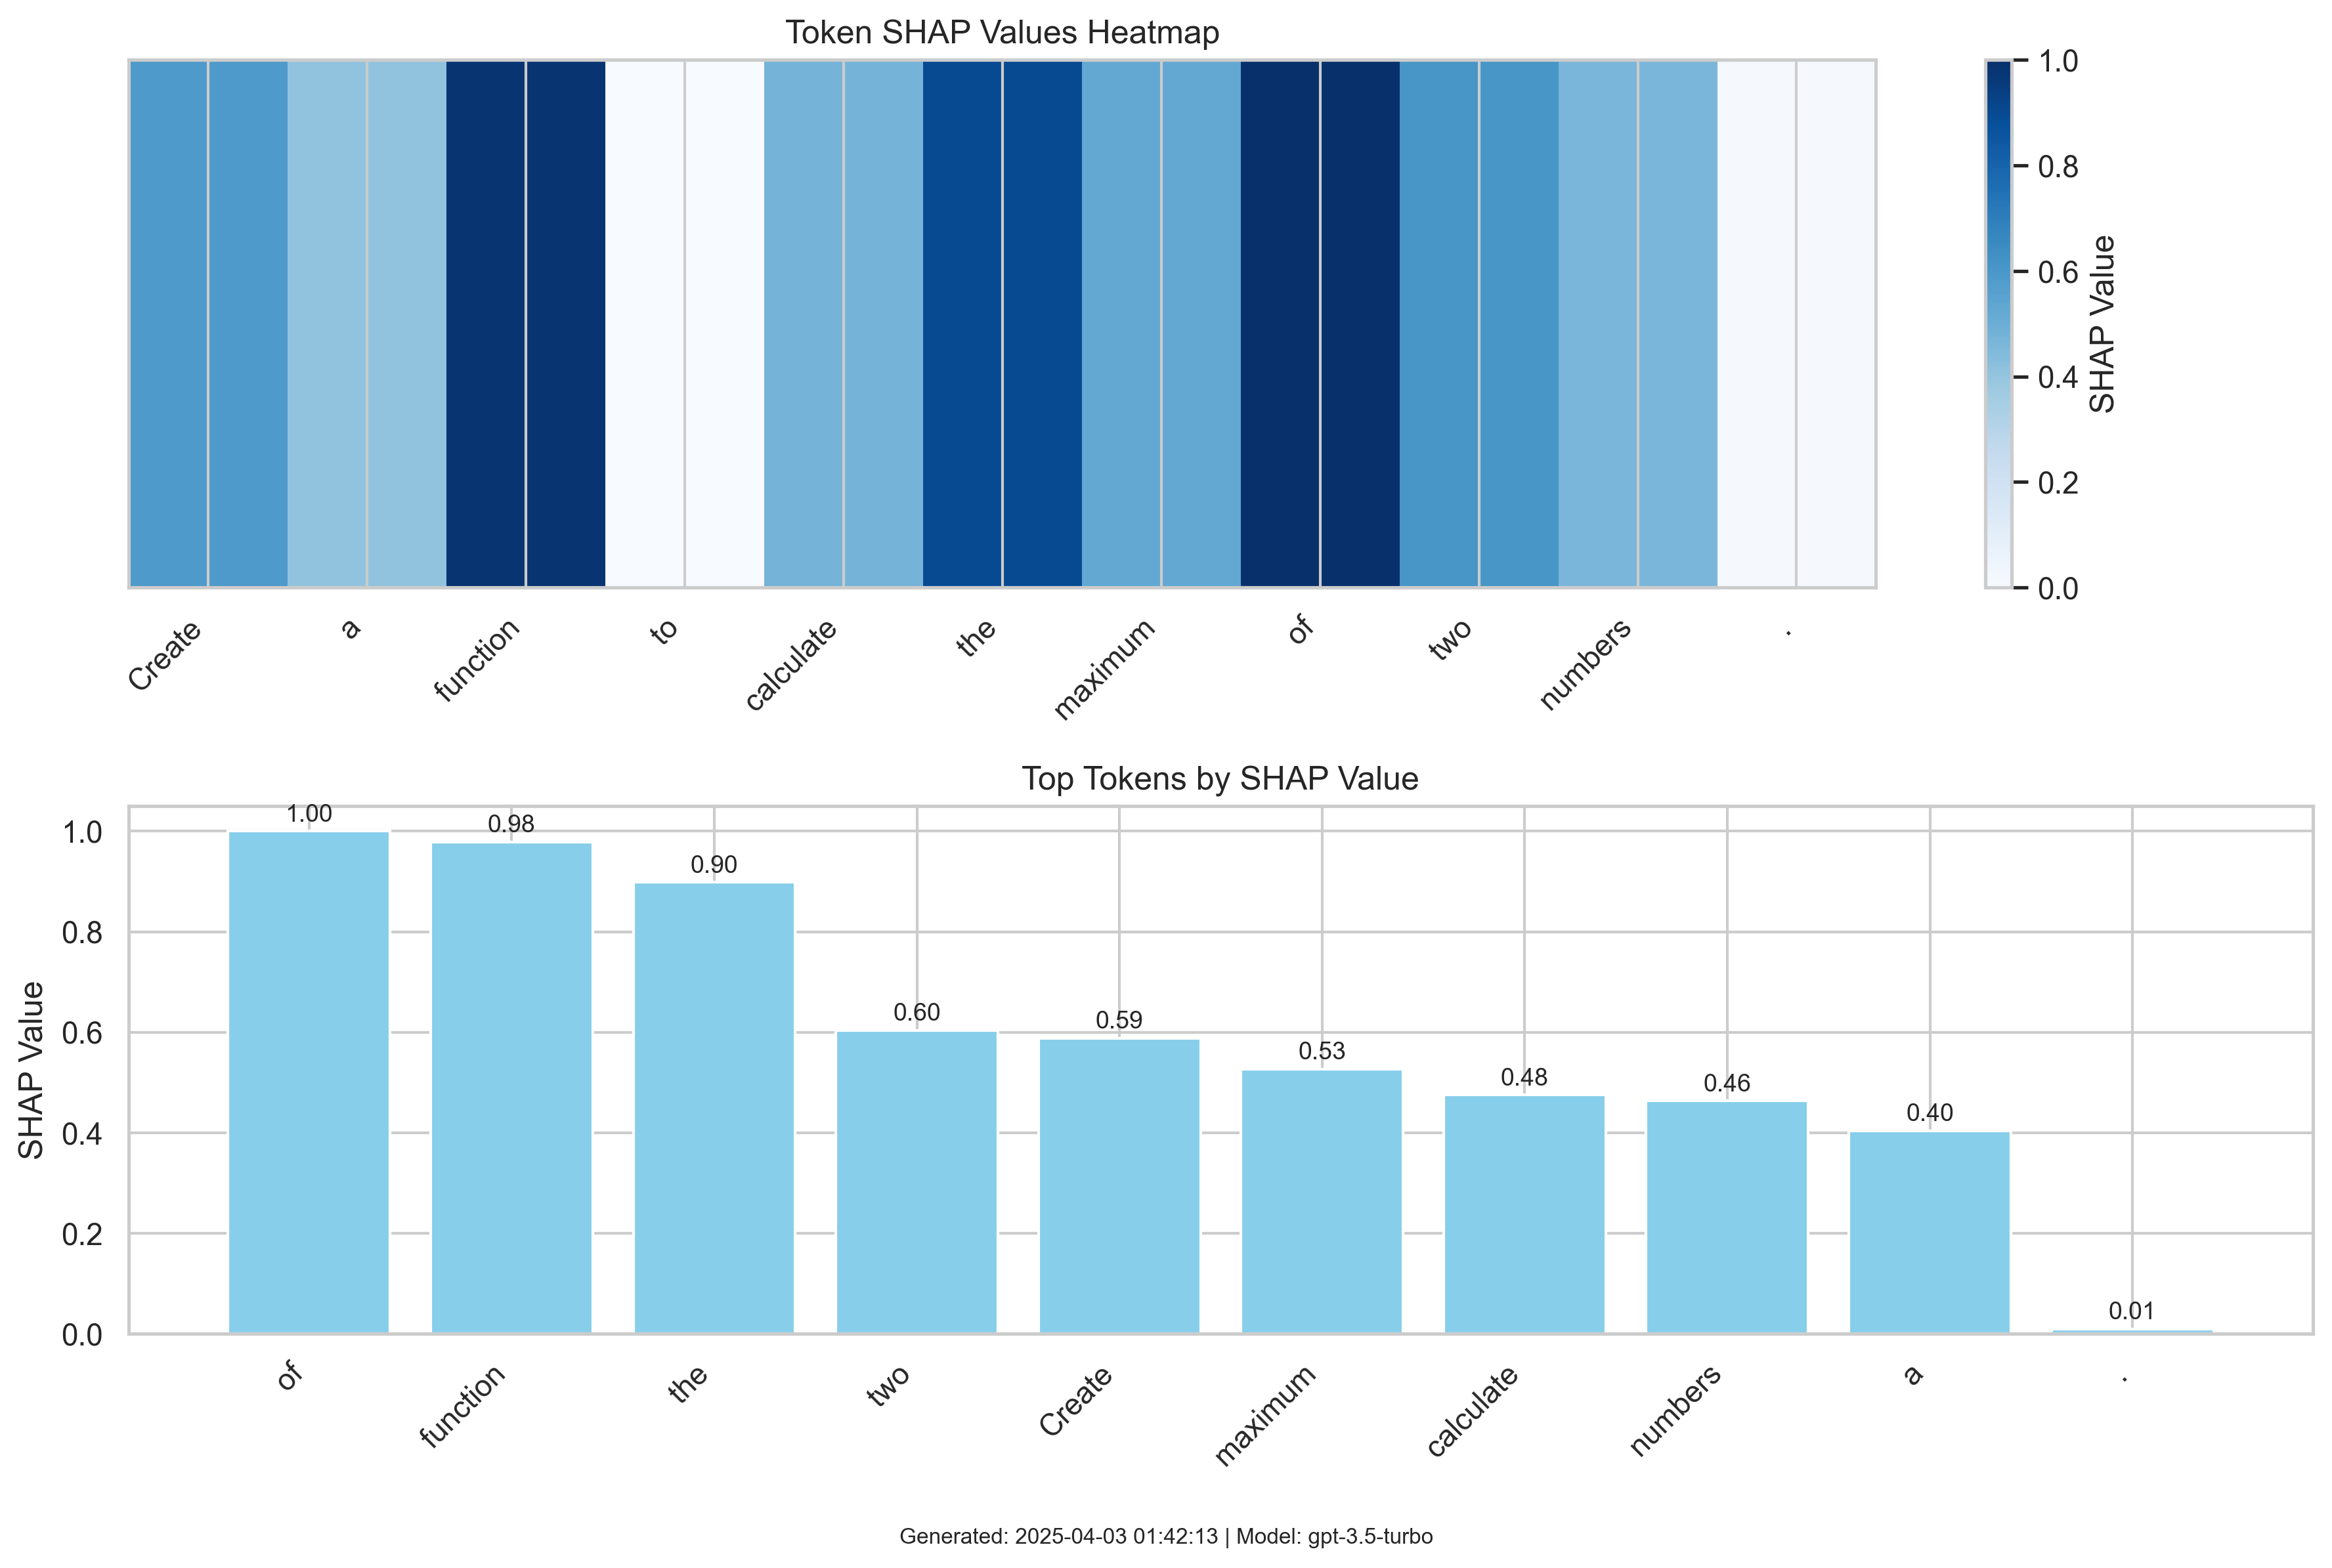 Token SHAP Values Heatmap
1.0
0.8
0.6
0.4
0.2
0.0
SHAP Value
Create a function to calculate the maximum of two numbers .
Top Tokens by SHAP Value
1.0
0.8
0.6
0.4
0.2
0.0
SHAP Value
1.00 0.98 0.90 0.60 0.59 0.53 0.48 0.46 0.40 0.01
of function the two Create maximum calculate numbers a .
Generated: 2025-04-03 01:42:13 | Model: gpt-3.5-turbo